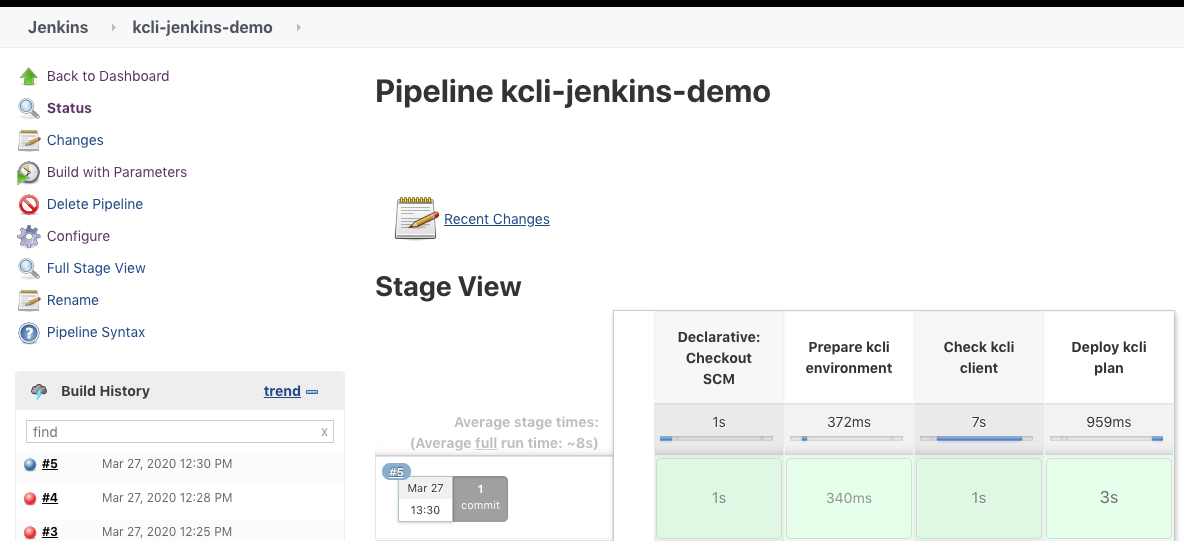 Jenkins kcli-jenkins-demo
Back to Dashboard
Status
Changes
Build with Parameters
Delete Pipeline
Configure
Full Stage View
Rename
Pipeline Syntax
Build History trend
find x
#5 Mar 27, 2020 12:30 PM
#4 Mar 27, 2020 12:28 PM
#3 Mar 27, 2020 12:25 PM
Pipeline kcli-jenkins-demo
Recent Changes
Stage View
Declarative:
Checkout
SCM
Prepare kcli
environment
Check kcli
client
Deploy kcli
plan
Average stage times:
(Average full run time: ~8s)
1s 372ms 7s 959ms
#5
Mar 27
13:30
1
commit
1s 340ms 1s 3s